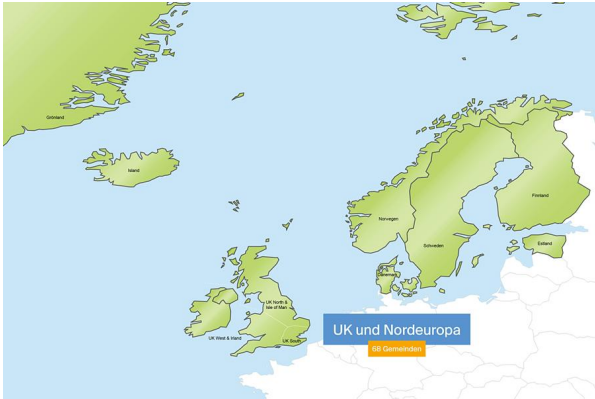 Grönland
Island
Norwegen
Schweden
Finnland
Estland
Dänemark
UK North &
Isle of Man
UK West & Irland
UK South
UK und Nordeuropa
68 Gemeinden